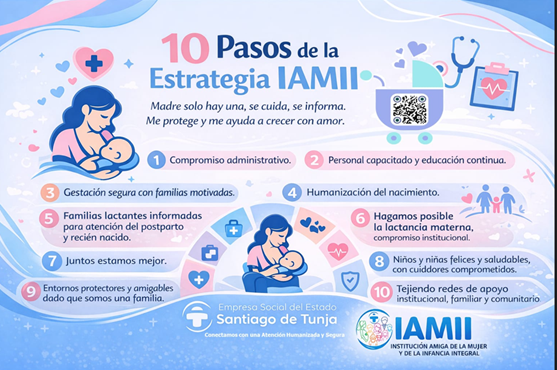 10 Pasos de la
Estrategia IAMII
Madre solo hay una, se cuida, se informa.
Me protege y me ayuda a crecer con amor.
1 Compromiso administrativo.
2 Personal capacitado y educación continua.
3 Gestación segura con familias motivadas.
4 Humanización del nacimiento.
5 Familias lactantes informadas
para atención del postparto
y recién nacido.
6 Hagamos posible
la lactancia materna,
compromiso institucional.
7 Juntos estamos mejor.
8 Niños y niñas felices y saludables,
con cuiddores comprometidos.
9 Entornos protectores y amigables
dado que somos una familia.
10 Tejiendo redes de apoyo
institucional, familiar y comunitario.
Empresa Social del Estado
Santiago de Tunja
Conectamos con una Atención Humanizada y Segura
IAMII
INSTITUCIÓN AMIGA DE LA MUJER
Y DE LA INFANCIA INTEGRAL